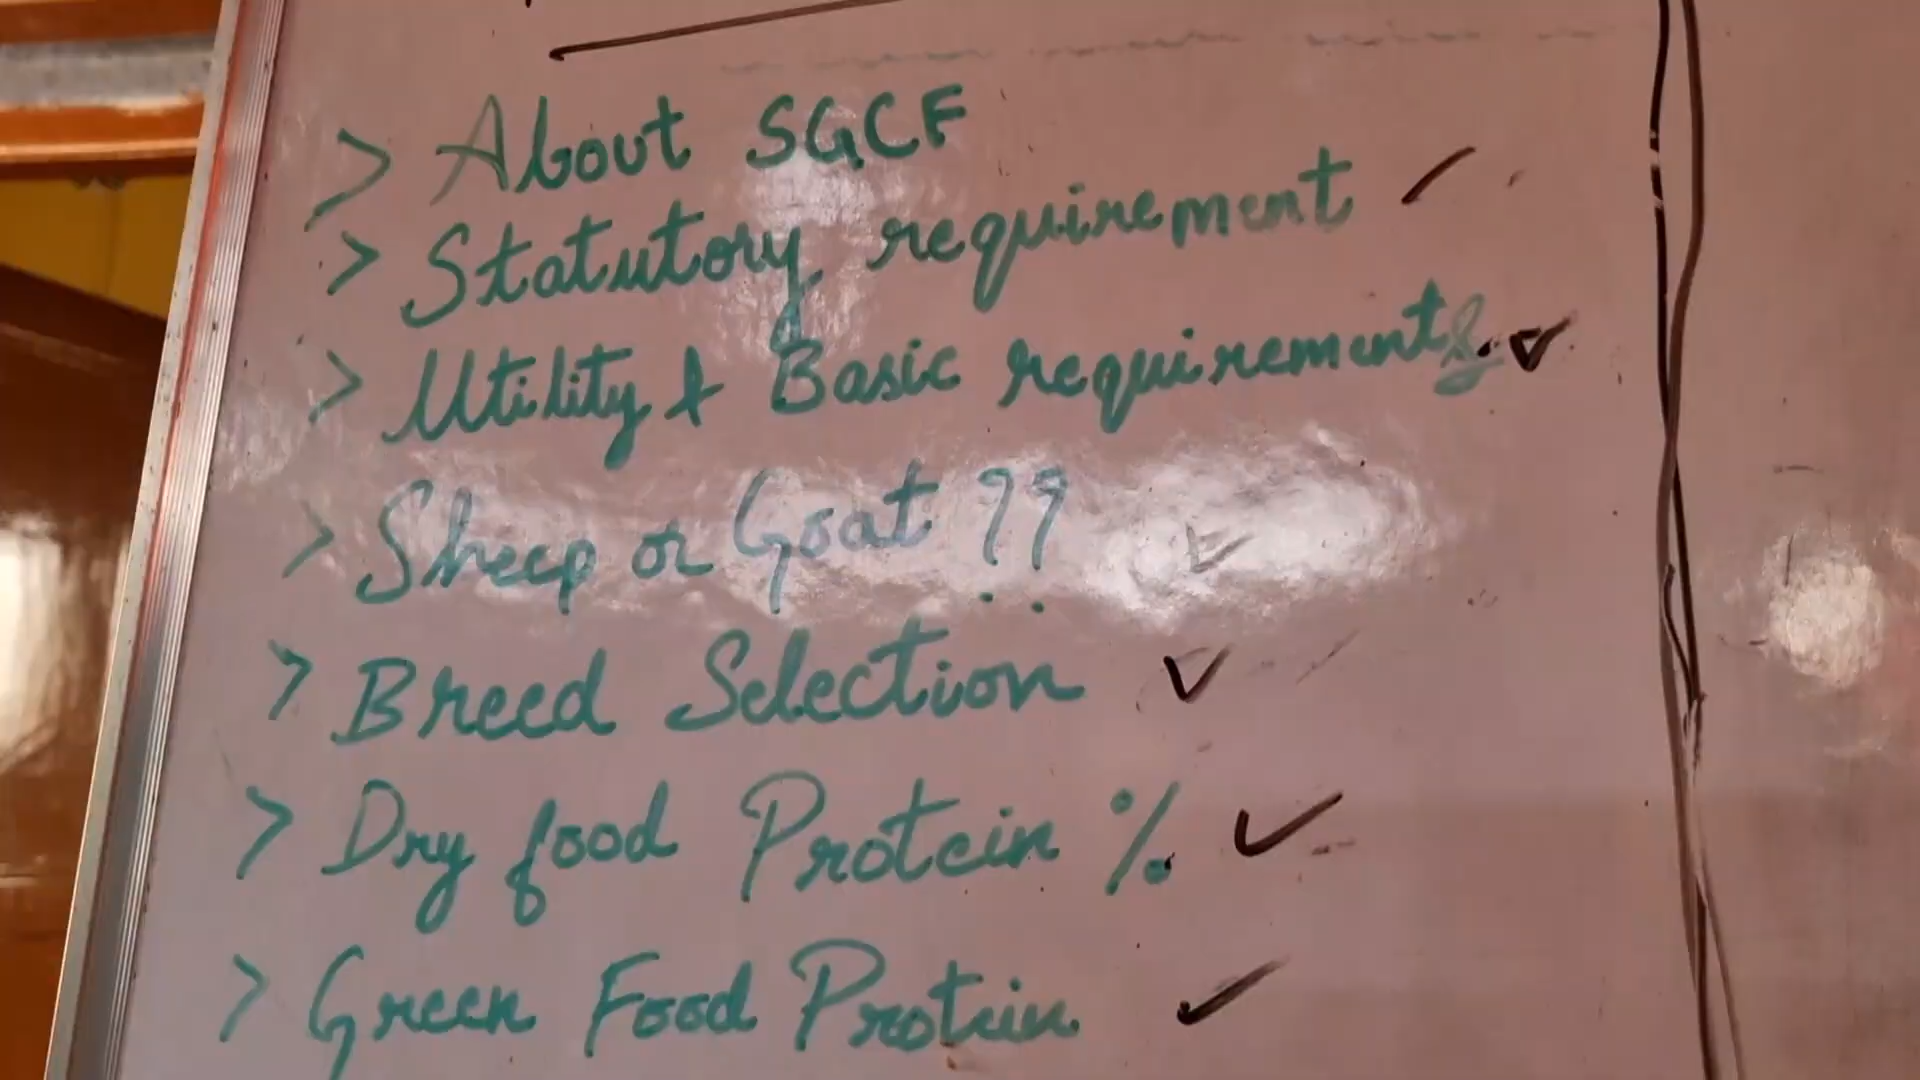 > About SGCF
> Statutory requirement ✓
> Utility & Basic requirements. ✓
> Sheep or Goat ?? ✓
> Breed Selection ✓
> Dry food Protein % ✓
> Green Food Protein ✓